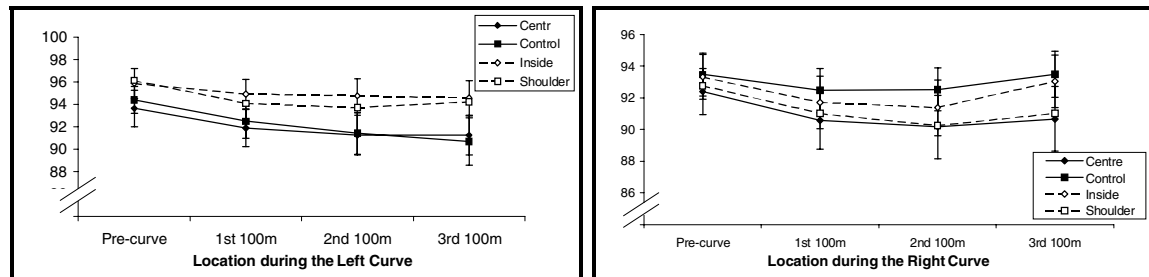 100
98
96
94
92
90
88
Centr
Control
Inside
Shoulder
Pre-curve 1st 100m 2nd 100m 3rd 100m
Location during the Left Curve
96
94
92
90
88
86
Centre
Control
Inside
Shoulder
Pre-curve 1st 100m 2nd 100m 3rd 100m
Location during the Right Curve